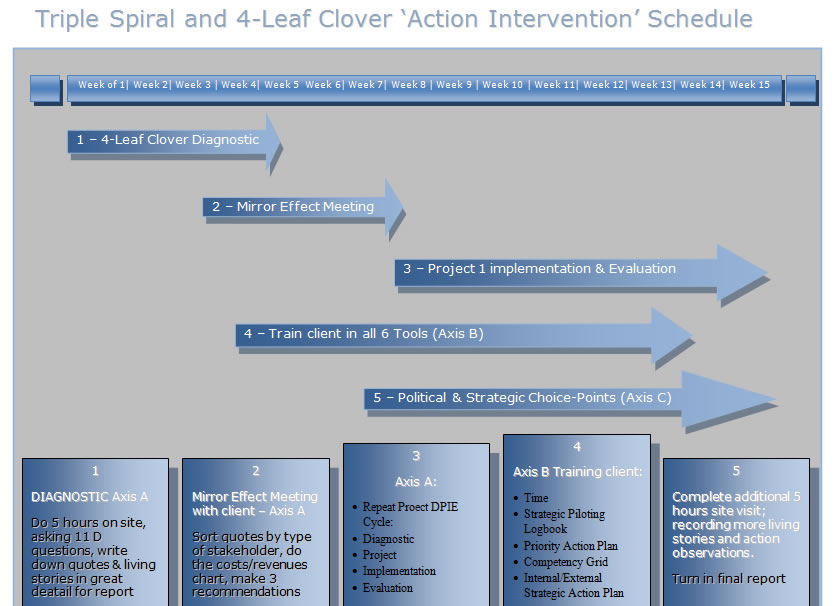 Triple Spiral and 4-Leaf Clover ‘Action Intervention’ Schedule
Week of 1| Week 2| Week 3 | Week 4| Week 5 Week 6| Week 7| Week 8 | Week 9 | Week 10 | Week 11| Week 12| Week 13| Week 14| Week 15
1 – 4-Leaf Clover Diagnostic
2 – Mirror Effect Meeting
3 – Project 1 implementation & Evaluation
4 – Train client in all 6 Tools (Axis B)
5 – Political & Strategic Choice-Points (Axis C)
1
DIAGNOSTIC Axis A
Do 5 hours on site,
asking 11 D
questions, write
down quotes & living
stories in great
deatail for report
2
Mirror Effect Meeting
with client – Axis A
Sort quotes by type
of stakeholder, do
the costs/revenues
chart, make 3
recommendations
3
Axis A:
• Repeat Proect DPIE
Cycle:
• Diagnostic
• Project
• Implementation
• Evaluation
4
Axis B Training client:
• Time
• Strategic Piloting
Logbook
• Priority Action Plan
• Competency Grid
• Internal/External
Strategic Action Plan
5
Complete additional 5
hours site visit;
recording more living
stories and action
observations.
Turn in final report